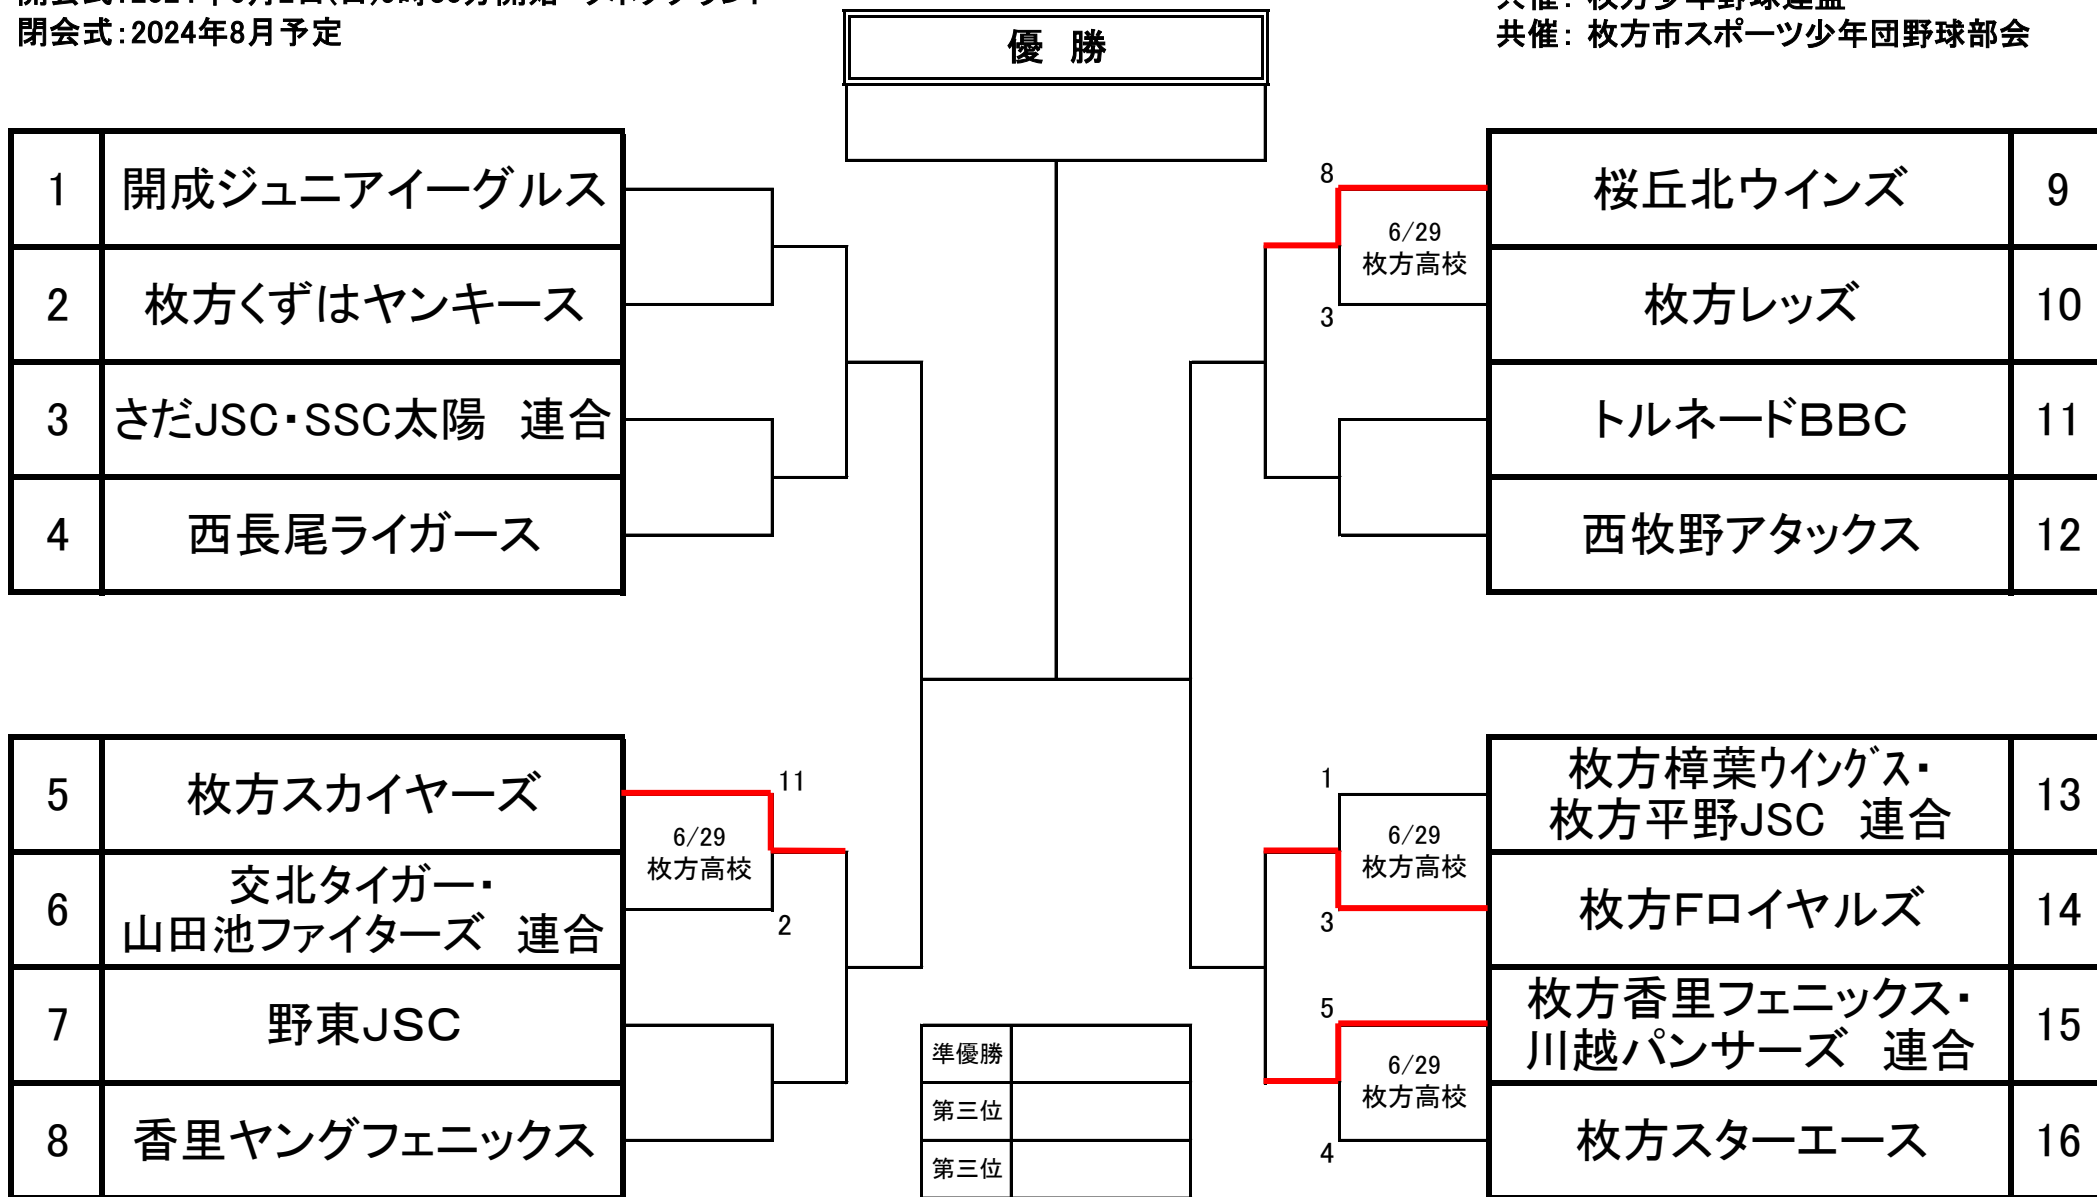 閉会式：2024年8月予定
共催： 枚方市スポーツ少年団野球部会
優 勝
1 開成ジュニアイーグルス
2 枚方くずはヤンキース
3 さだJSC・SSC太陽　連合
4 西長尾ライガース
8
6/29
枚方高校
3
桜丘北ウインズ 9
枚方レッズ 10
トルネードBBC 11
西牧野アタックス 12
5 枚方スカイヤーズ
6 交北タイガー・
山田池ファイターズ　連合
7 野東JSC
8 香里ヤングフェニックス
11
6/29
枚方高校
2
準優勝
第三位
第三位
1
6/29
枚方高校
3
5
6/29
枚方高校
4
枚方樟葉ｳｲﾝｸﾞｽ・
枚方平野JSC　連合 13
枚方Fロイヤルズ 14
枚方香里フェニックス・
川越パンサーズ　連合 15
枚方スターエース 16